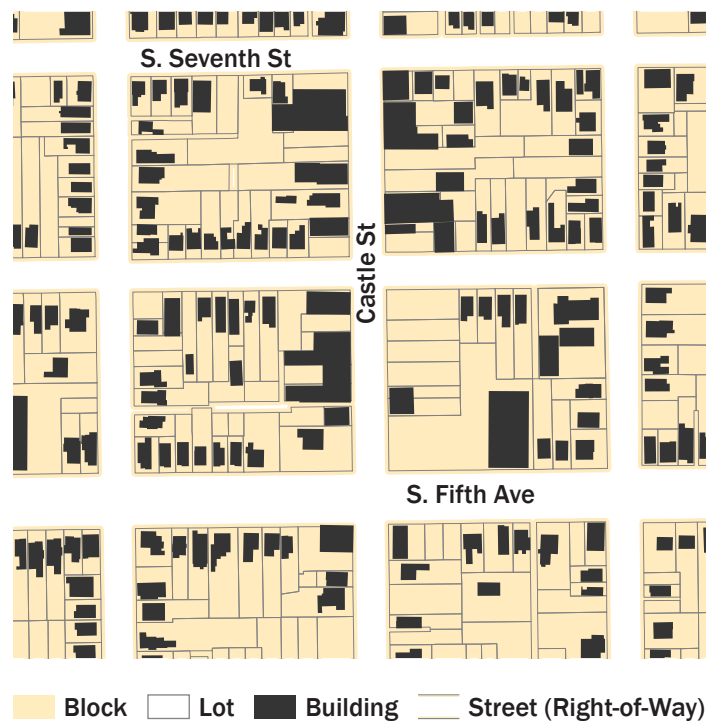 S. Seventh St
Castle St
S. Fifth Ave
Block
Lot
Building
Street (Right-of-Way)